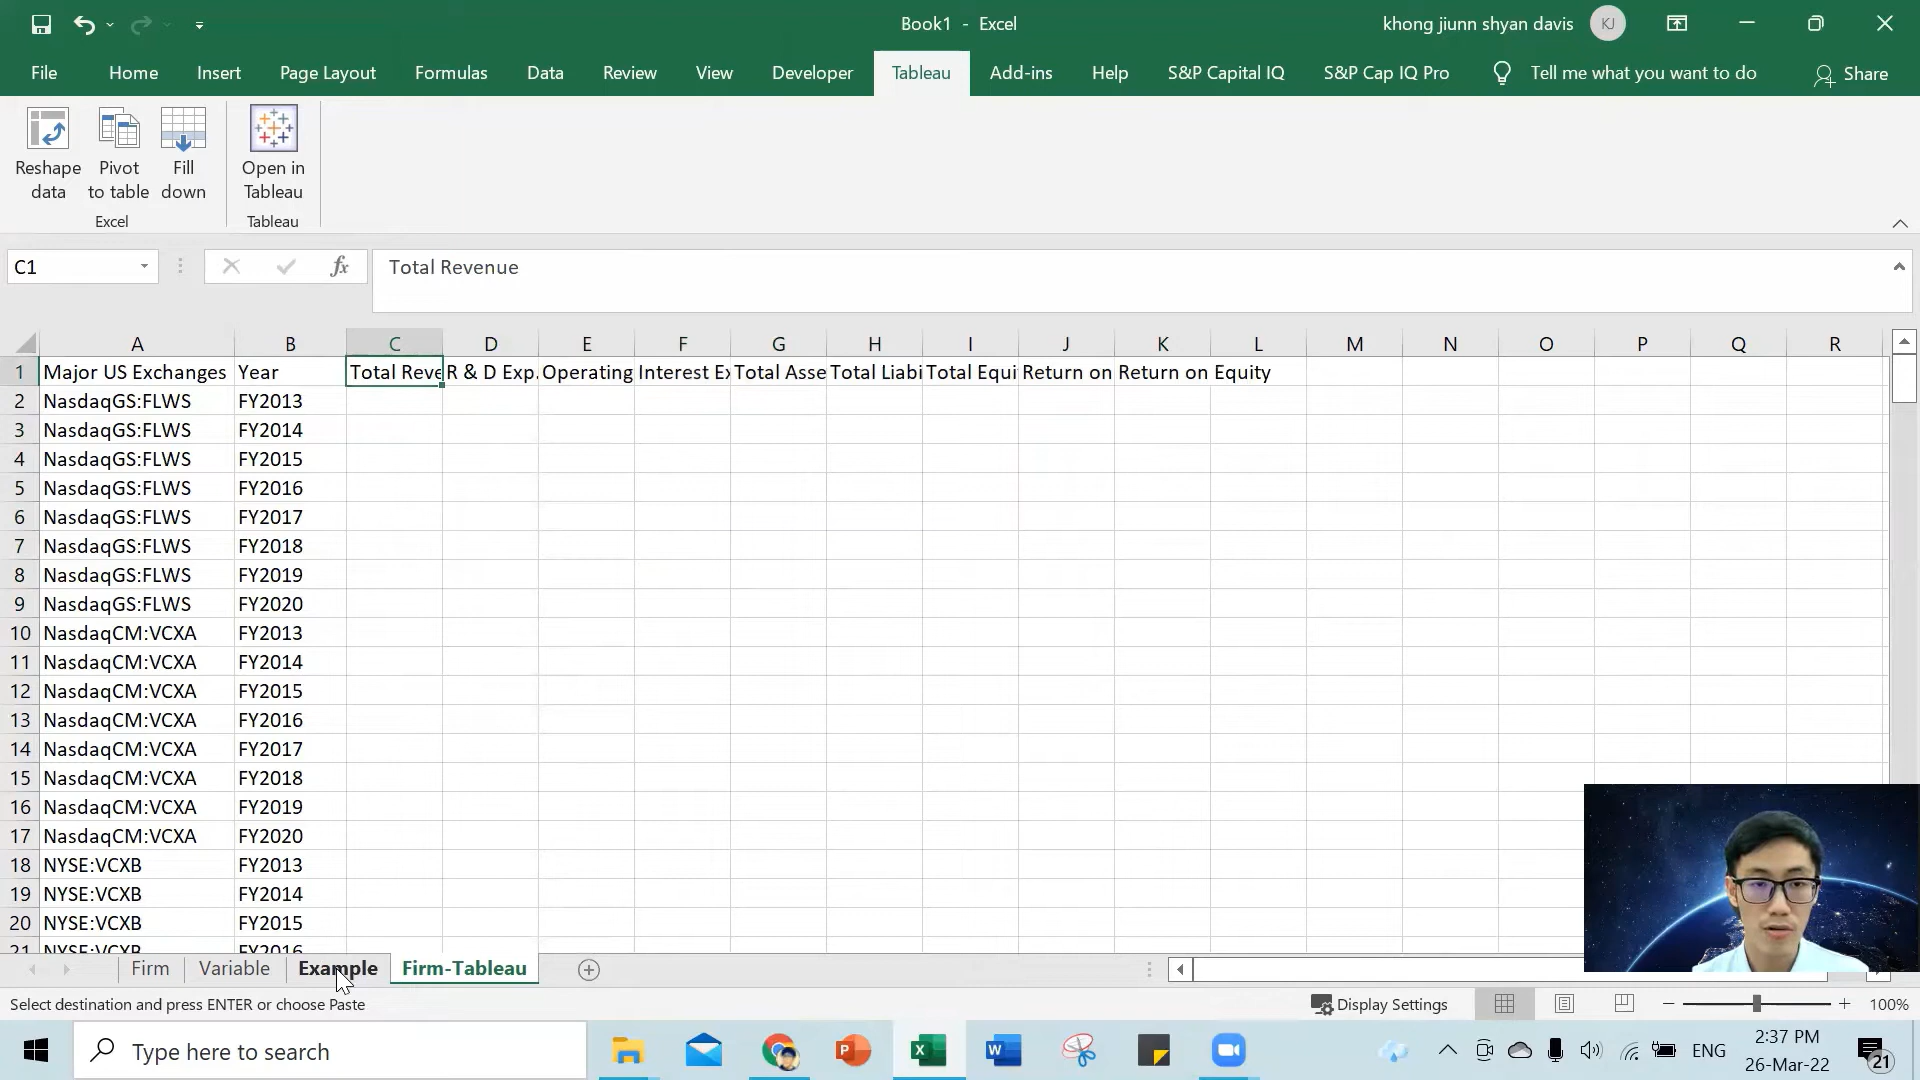 Book1 - Excel
khong jiunn shyan davis
KJ
File
Home
Insert
Page Layout
Formulas
Data
Review
View
Developer
Tableau
Add-ins
Help
S&P Capital IQ
S&P Cap IQ Pro
Tell me what you want to do
Share
Reshape data
Pivot to table
Fill down
Open in Tableau
Excel
Tableau
C1
fx
Total Revenue
A B C D E F G H I J K L M N O P Q R
1 Major US Exchanges Year Total Reve R & D Exp. Operating Interest Ex Total Asse Total Liabi Total Equi Return on Return on Equity
2 NasdaqGS:FLWS FY2013
3 NasdaqGS:FLWS FY2014
4 NasdaqGS:FLWS FY2015
5 NasdaqGS:FLWS FY2016
6 NasdaqGS:FLWS FY2017
7 NasdaqGS:FLWS FY2018
8 NasdaqGS:FLWS FY2019
9 NasdaqGS:FLWS FY2020
10 NasdaqCM:VCXA FY2013
11 NasdaqCM:VCXA FY2014
12 NasdaqCM:VCXA FY2015
13 NasdaqCM:VCXA FY2016
14 NasdaqCM:VCXA FY2017
15 NasdaqCM:VCXA FY2018
16 NasdaqCM:VCXA FY2019
17 NasdaqCM:VCXA FY2020
18 NYSE:VCXB FY2013
19 NYSE:VCXB FY2014
20 NYSE:VCXB FY2015
21 NYSE:VCXB FY2016
Firm
Variable
Example
Firm-Tableau
Select destination and press ENTER or choose Paste
Display Settings
100%
Type here to search
ENG
2:37 PM
26-Mar-22
21